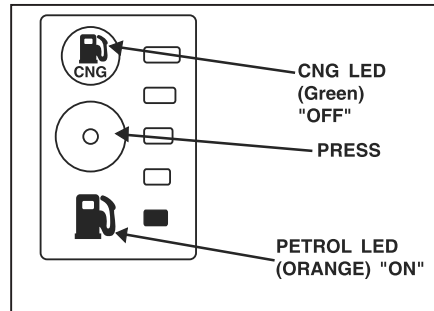 CNG
CNG LED
(Green)
"OFF"
PRESS
PETROL LED
(ORANGE) "ON"